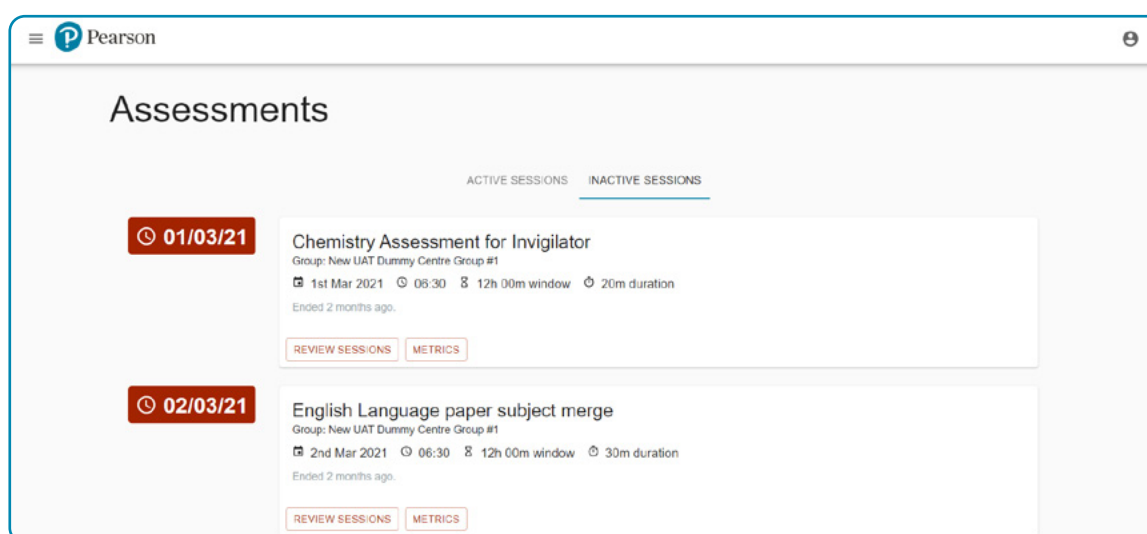 Pearson
Assessments
ACTIVE SESSIONS INACTIVE SESSIONS
01/03/21
Chemistry Assessment for Invigilator
Group: New UAT Dummy Centre Group #1
1st Mar 2021 06:30 12h 00m window 20m duration
Ended 2 months ago.
REVIEW SESSIONS METRICS
02/03/21
English Language paper subject merge
Group: New UAT Dummy Centre Group #1
2nd Mar 2021 06:30 12h 00m window 30m duration
Ended 2 months ago.
REVIEW SESSIONS METRICS